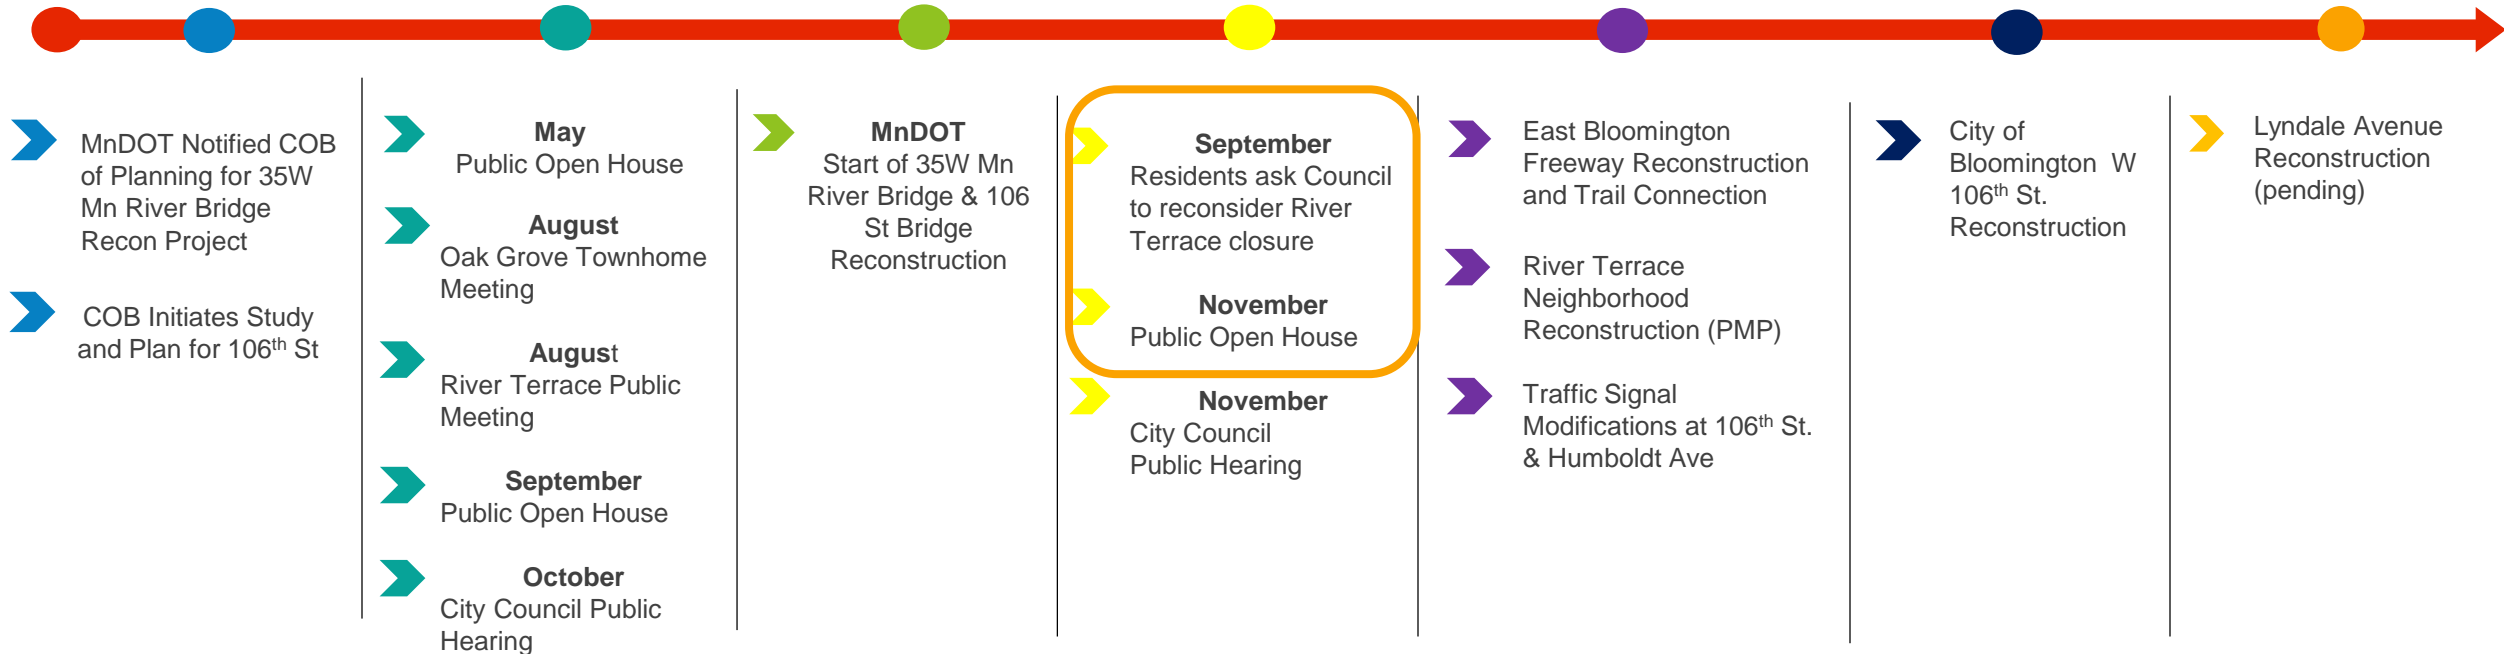 MnDOT Notified COB
of Planning for 35W
Mn River Bridge
Recon Project
COB Initiates Study
and Plan for 106th St
May
Public Open House
August
Oak Grove Townhome
Meeting
August
River Terrace Public
Meeting
September
Public Open House
October
City Council Public
Hearing
MnDOT
Start of 35W Mn
River Bridge & 106
St Bridge
Reconstruction
September
Residents ask Council
to reconsider River
Terrace closure
November
Public Open House
November
City Council
Public Hearing
East Bloomington
Freeway Reconstruction
and Trail Connection
River Terrace
Neighborhood
Reconstruction (PMP)
Traffic Signal
Modifications at 106th St.
& Humboldt Ave
City of
Bloomington W
106th St.
Reconstruction
Lyndale Avenue
Reconstruction
(pending)